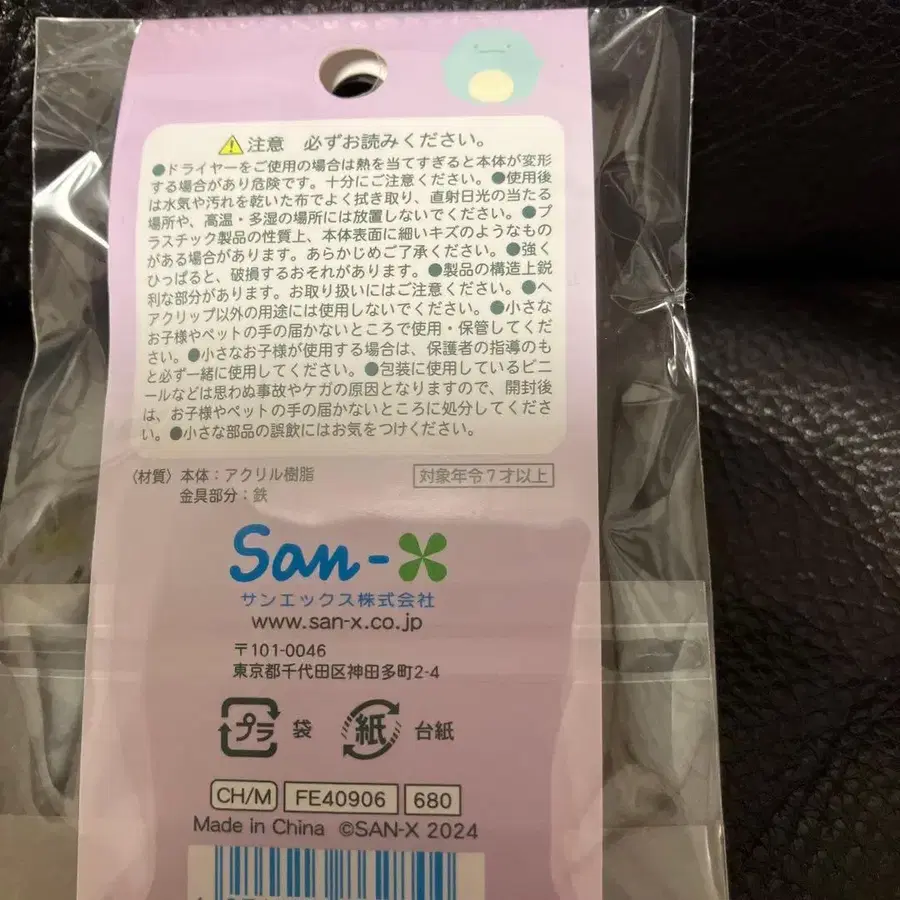 ⚠注意 必ずお読みください。
●ドライヤーをご使用の場合は熱を当てすぎると本体が変形
する場合があり危険です。十分にご注意ください。●使用後
は水気や汚れを乾いた布でよく拭き取り、直射日光の当たる
場所や、高温・多湿の場所には放置しないでください。●プ
ラスチック製品の性質上、本体表面に細いキズのようなもの
がある場合があります。あらかじめご了承ください。●強く
ひっぱると、破損するおそれがあります。●製品の構造上鋭
利な部分があります。お取り扱いにはご注意ください。●ヘ
アクリップ以外の用途には使用しないでください。●小さな
お子様やペットの手の届かないところで使用・保管してくだ
さい。●小さなお子様が使用する場合は、保護者の指導のも
と必ず一緒に使用してください。●包装に使用しているビニ
ールなどは思わぬ事故やケガの原因となりますので、開封後
は、お子様やペットの手の届かないところに処分してくださ
い。●小さな部品の誤飲にはお気をつけください。
〈材質〉本体：アクリル樹脂
金具部分：鉄
対象年令7才以上
San-X
サンエックス株式会社
www.san-x.co.jp
〒101-0046
東京都千代田区神田多町2-4
プラ 袋 紙 台紙
CH/M FE40906 680
Made in China ©SAN-X 2024